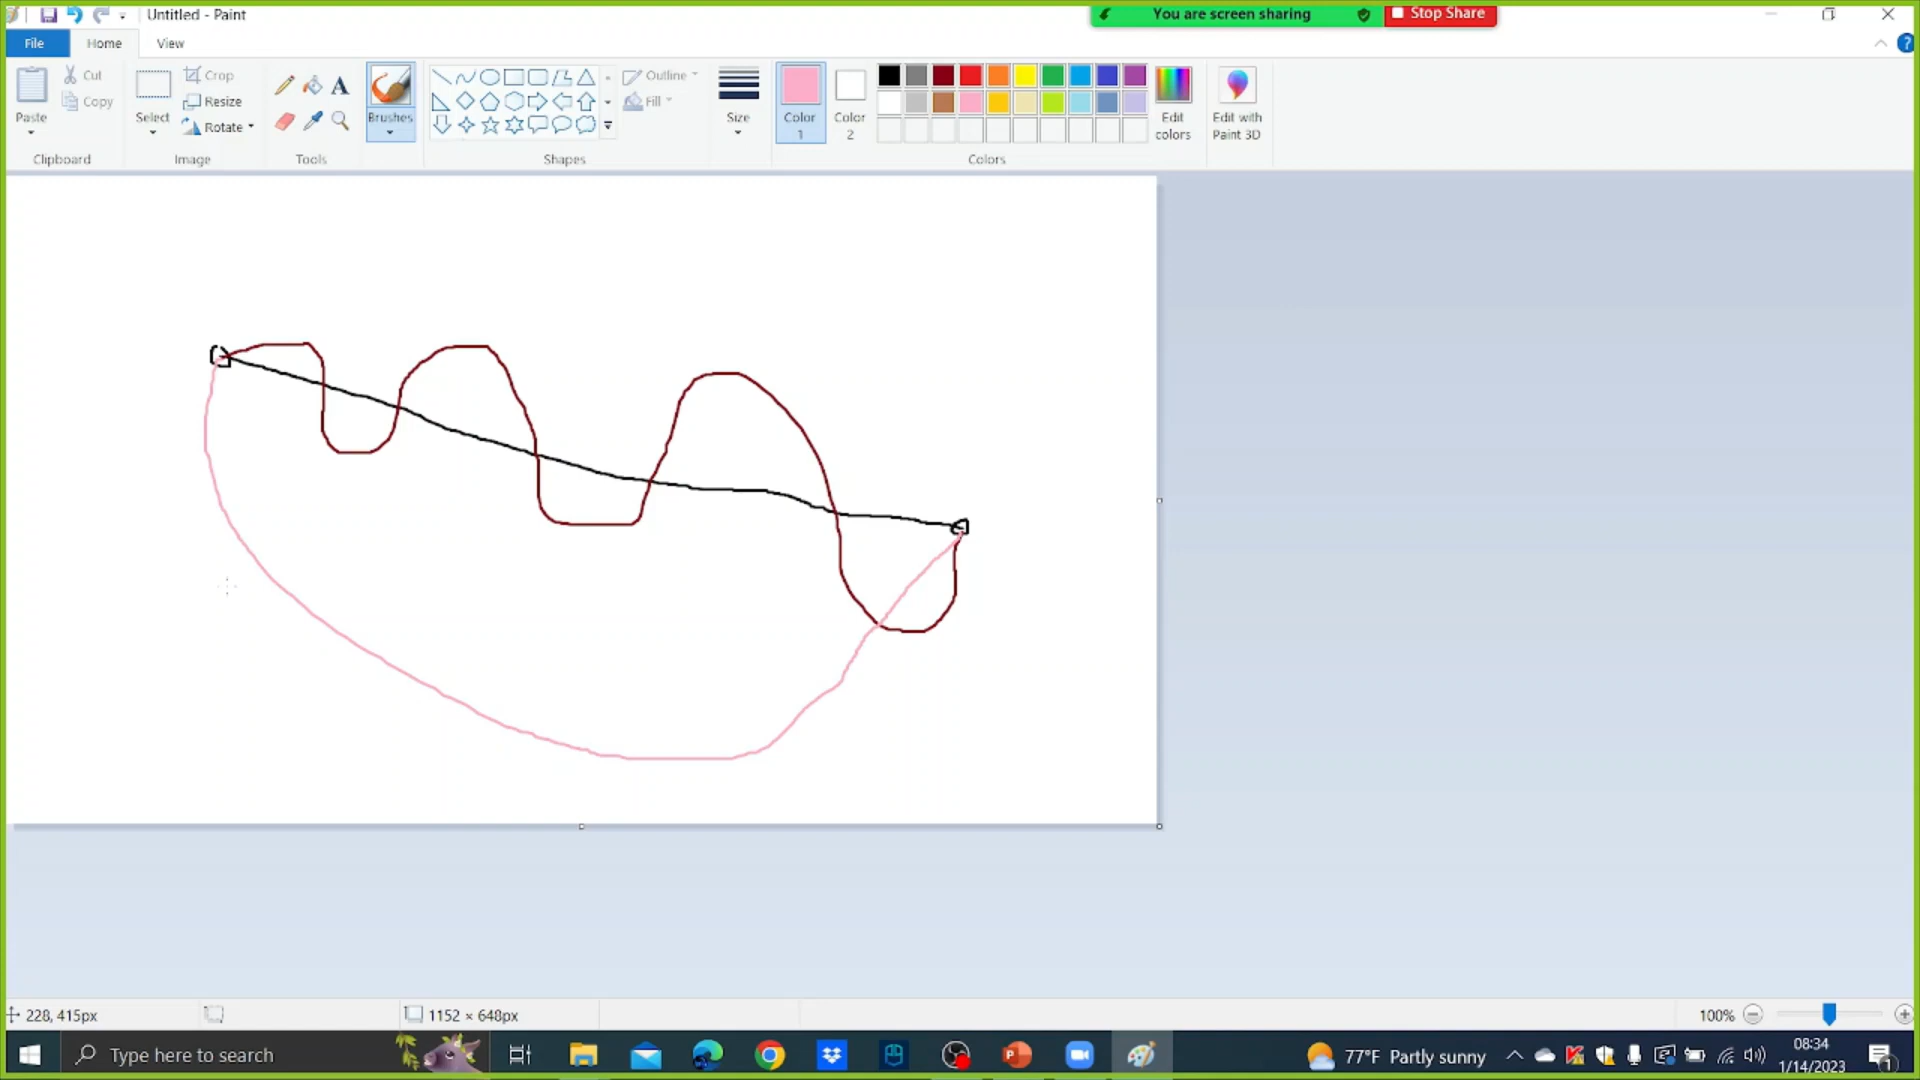 Untitled - Paint
You are screen sharing
Stop Share
File
Home
View
Paste
Cut
Copy
Clipboard
Select
Crop
Resize
Rotate
Image
Tools
Brushes
Outline
Fill
Shapes
Size
Color
1
Color
2
Colors
Edit
colors
Edit with
Paint 3D
228, 415px
1152 × 648px
100%
Type here to search
77°F Partly sunny
08:34
1/14/2023